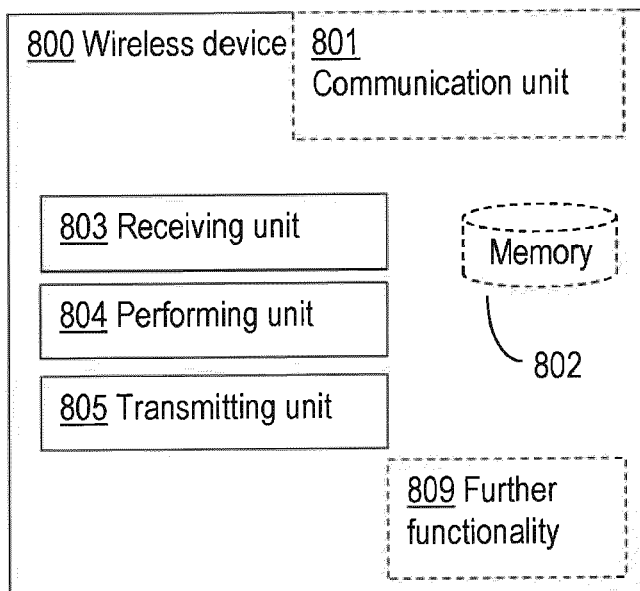 800 Wireless device
801
Communication unit
803 Receiving unit
Memory
804 Performing unit
802
805 Transmitting unit
809 Further
functionality